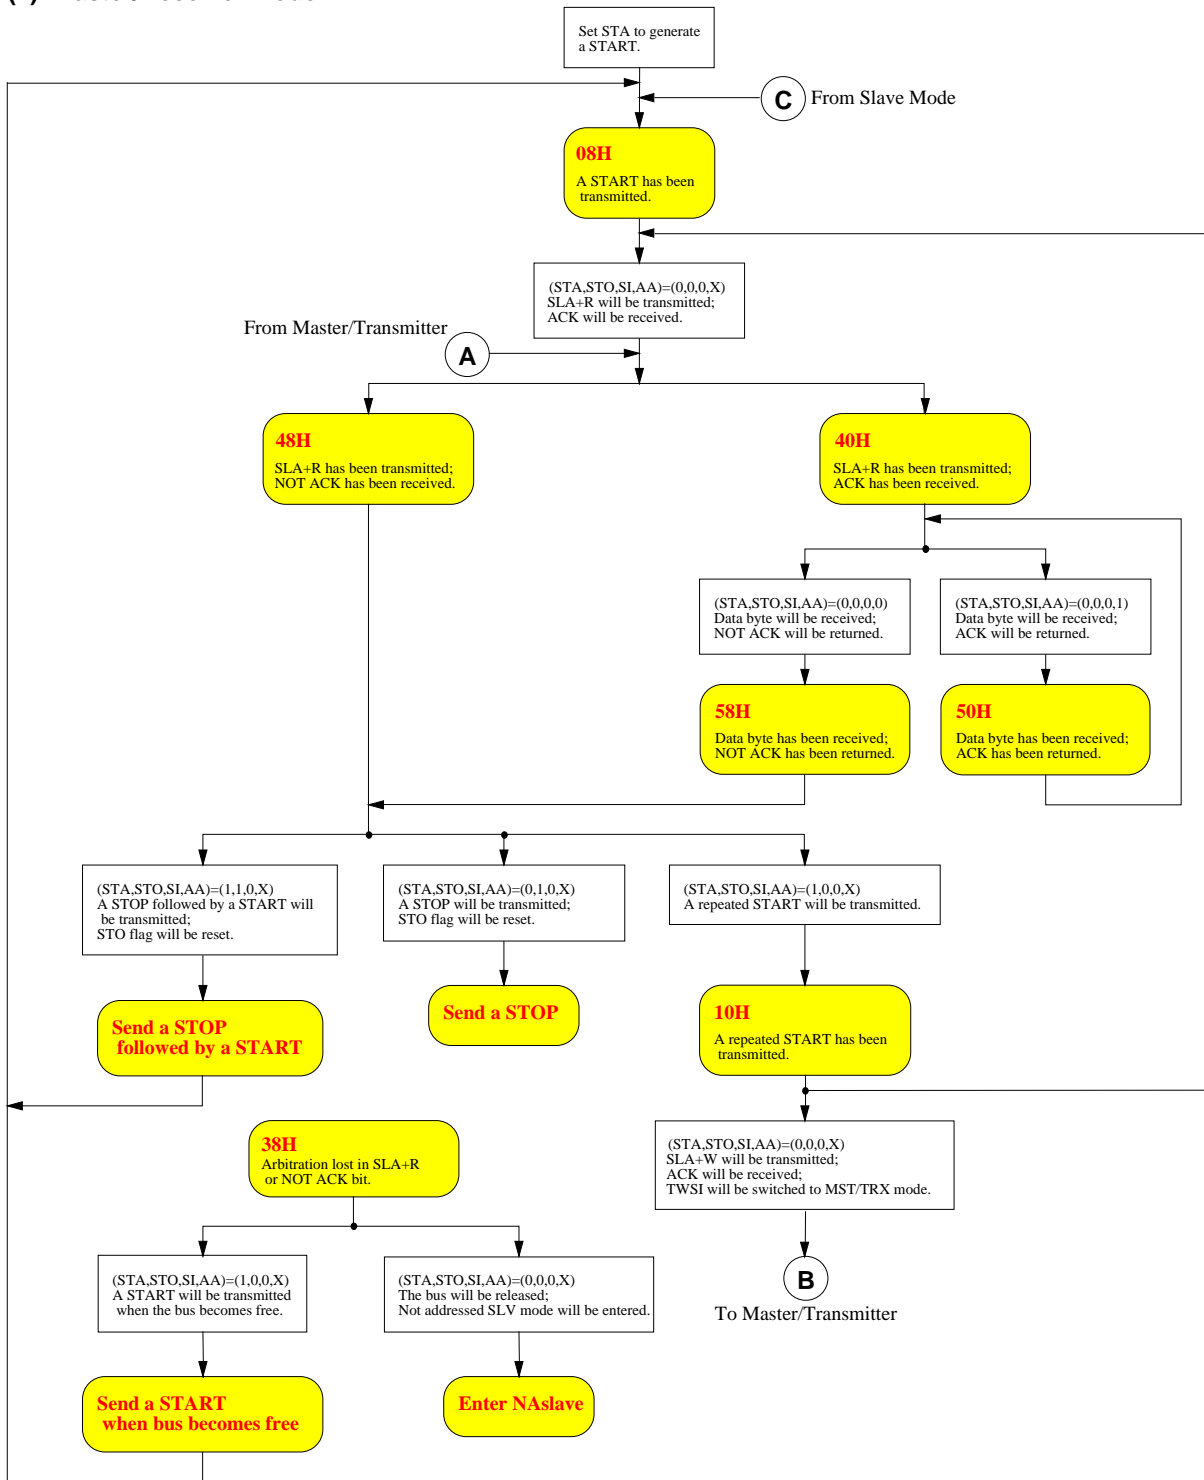 Set STA to generate
a START.
C
From Slave Mode
08H
A START has been
transmitted.
(STA,STO,SI,AA)=(0,0,0,X)
SLA+R will be transmitted;
ACK will be received.
From Master/Transmitter
A
48H
SLA+R has been transmitted;
NOT ACK has been received.
40H
SLA+R has been transmitted;
ACK has been received.
(STA,STO,SI,AA)=(0,0,0,0)
Data byte will be received;
NOT ACK will be returned.
(STA,STO,SI,AA)=(0,0,0,1)
Data byte will be received;
ACK will be returned.
58H
Data byte has been received;
NOT ACK has been returned.
50H
Data byte has been received;
ACK has been returned.
(STA,STO,SI,AA)=(1,1,0,X)
A STOP followed by a START will
be transmitted;
STO flag will be reset.
(STA,STO,SI,AA)=(0,1,0,X)
A STOP will be transmitted;
STO flag will be reset.
(STA,STO,SI,AA)=(1,0,0,X)
A repeated START will be transmitted.
Send a STOP
followed by a START
Send a STOP
10H
A repeated START has been
transmitted.
38H
Arbitration lost in SLA+R
or NOT ACK bit.
(STA,STO,SI,AA)=(0,0,0,X)
SLA+W will be transmitted;
ACK will be received;
TWSI will be switched to MST/TRX mode.
(STA,STO,SI,AA)=(1,0,0,X)
A START will be transmitted
when the bus becomes free.
(STA,STO,SI,AA)=(0,0,0,X)
The bus will be released;
Not addressed SLV mode will be entered.
B
To Master/Transmitter
Send a START
when bus becomes free
Enter NAslave